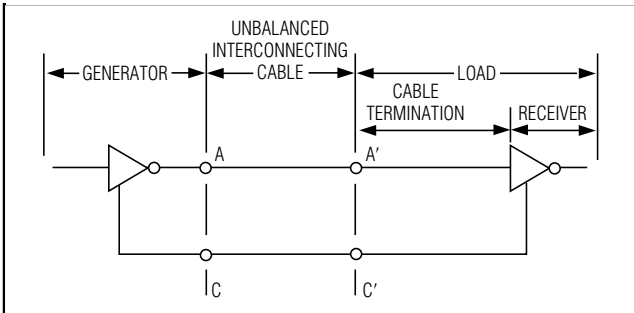 UNBALANCED
INTERCONNECTING
CABLE
GENERATOR
LOAD
CABLE
TERMINATION
RECEIVER
A
A′
C
C′